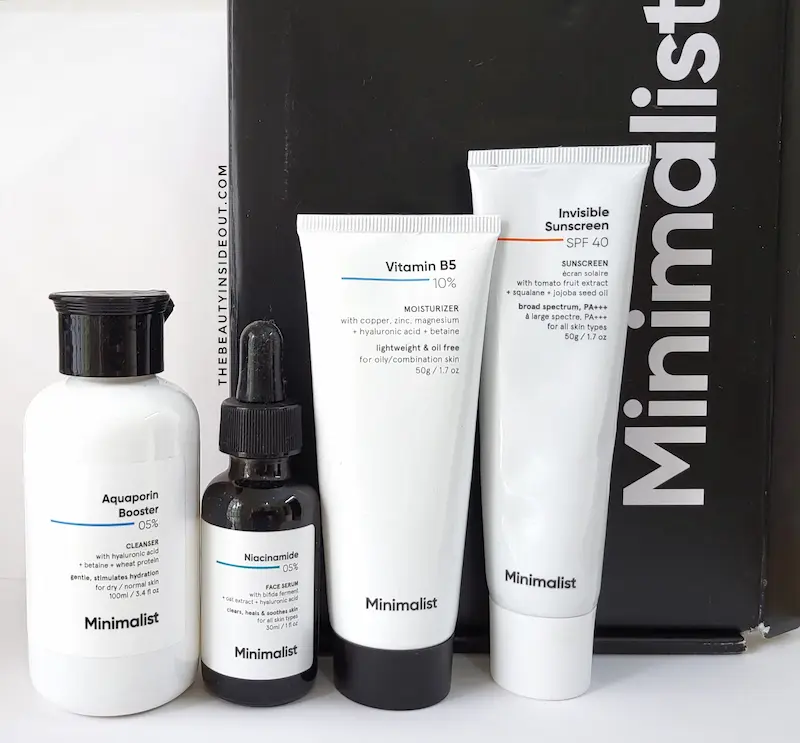 Minimalist
THEBEAUTYINSIDEOUT.COM
Aquaporin
Booster
05%
CLEANSER
with hyaluronic acid
+ betaine + wheat protein
gentle, stimulates hydration
for dry / normal skin
100ml / 3.4 fl oz
Minimalist
Niacinamide
05%
FACE SERUM
with bifida ferment
+ oat extract + hyaluronic acid
clears, heals & soothes skin
for all skin types
30ml / 1 fl oz
Minimalist
Vitamin B5
10%
MOISTURIZER
with copper, zinc, magnesium
+ hyaluronic acid + betaine
lightweight & oil free
for oily/combination skin
50g / 1.7 oz
Minimalist
Invisible
Sunscreen
SPF 40
SUNSCREEN
écran solaire
with tomato fruit extract
+ squalane + jojoba seed oil
broad spectrum, PA+++
à large spectre, PA+++
for all skin types
50g / 1.7 oz
Minimalist